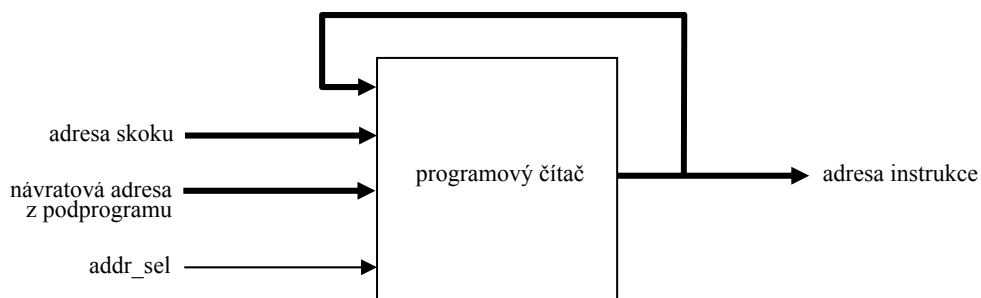 adresa skoku
návratová adresa
z podprogramu
addr_sel
programový čítač
adresa instrukce